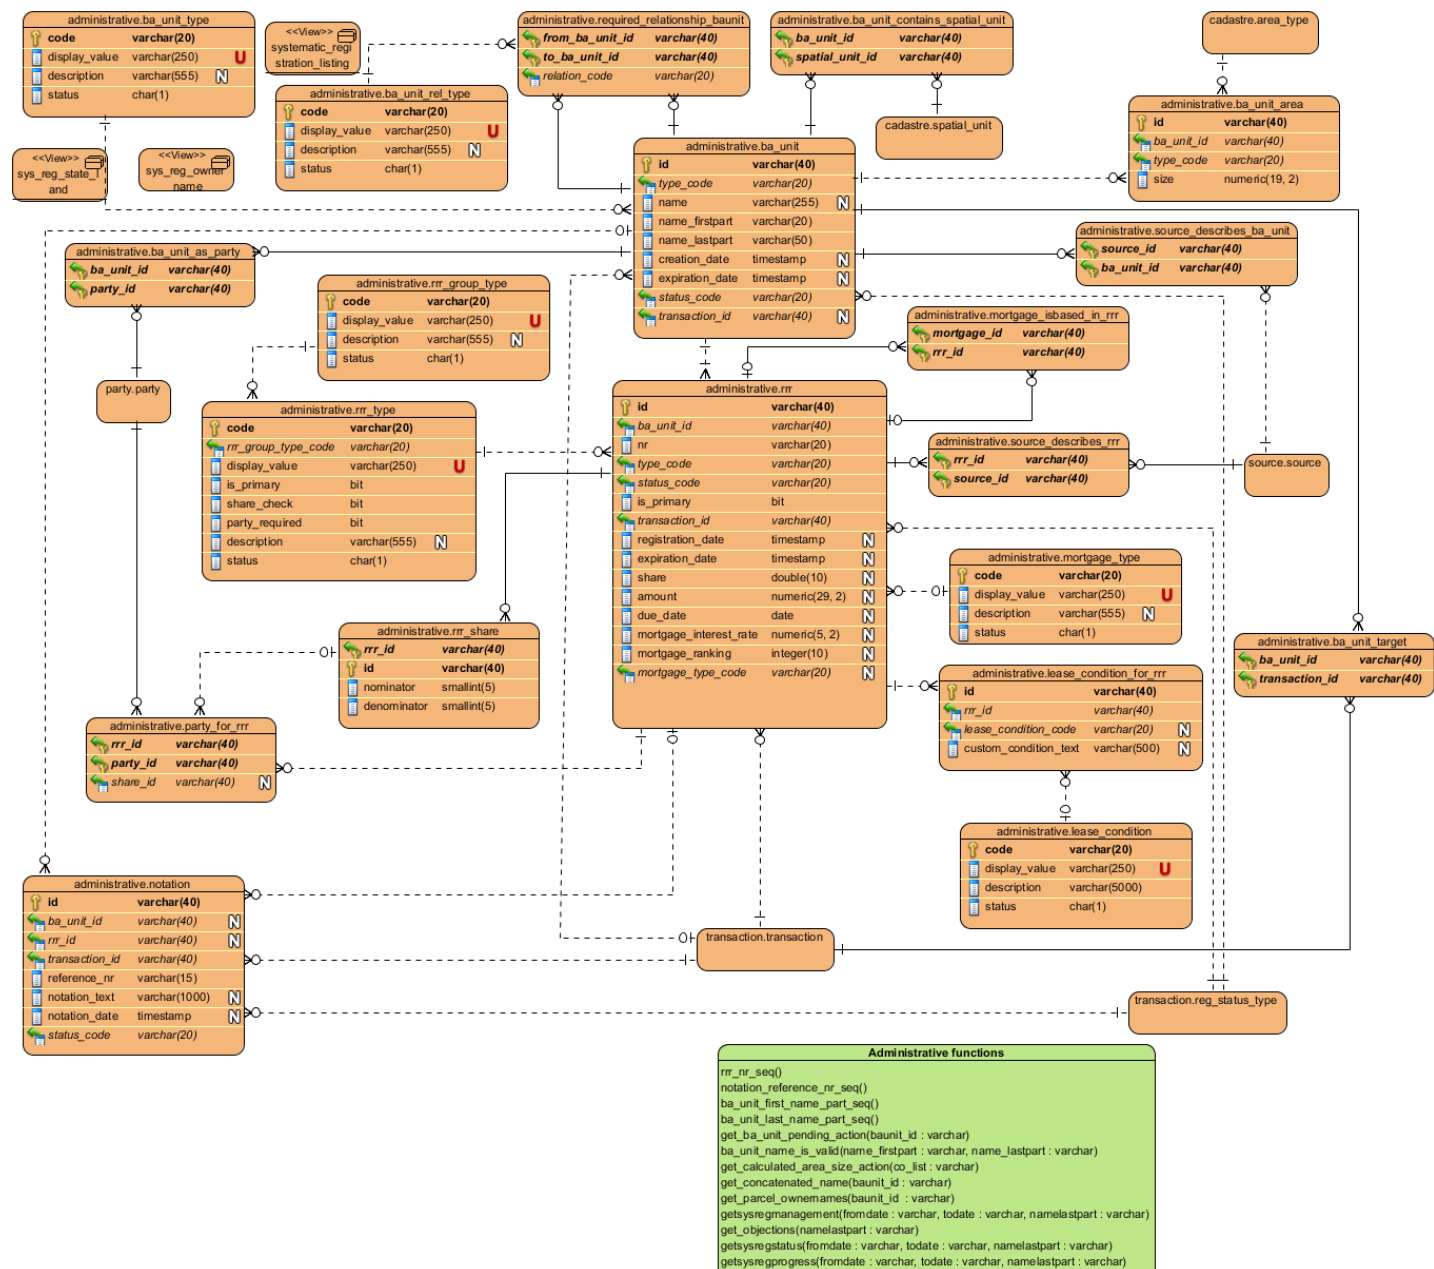 administrative.ba_unit_type
code varchar(20)
display_value varchar(250) U
description varchar(555) N
status char(1)
<<View>>
systematic_regi
stration_listing
administrative.required_relationship_baunit
from_ba_unit_id varchar(40)
to_ba_unit_id varchar(40)
relation_code varchar(20)
administrative.ba_unit_contains_spatial_unit
ba_unit_id varchar(40)
spatial_unit_id varchar(40)
cadastre.area_type
administrative.ba_unit_rel_type
code varchar(20)
display_value varchar(250) U
description varchar(555) N
status char(1)
cadastre.spatial_unit
administrative.ba_unit_area
id varchar(40)
ba_unit_id varchar(40)
type_code varchar(20)
size numeric(19, 2)
<<View>>
sys_reg_state_l
and
<<View>>
sys_reg_owner
name
administrative.ba_unit
id varchar(40)
type_code varchar(20)
name varchar(255) N
name_firstpart varchar(20)
name_lastpart varchar(50)
creation_date timestamp N
expiration_date timestamp N
status_code varchar(20)
transaction_id varchar(40) N
administrative.source_describes_ba_unit
source_id varchar(40)
ba_unit_id varchar(40)
administrative.ba_unit_as_party
ba_unit_id varchar(40)
party_id varchar(40)
administrative.rrr_group_type
code varchar(20)
display_value varchar(250) U
description varchar(555) N
status char(1)
administrative.mortgage_isbased_in_rrr
mortgage_id varchar(40)
rrr_id varchar(40)
party.party
administrative.rrr_type
code varchar(20)
rrr_group_type_code varchar(20)
display_value varchar(250) U
is_primary bit
share_check bit
party_required bit
description varchar(555) N
status char(1)
administrative.rrr
id varchar(40)
ba_unit_id varchar(40)
nr varchar(20)
type_code varchar(20)
status_code varchar(20)
is_primary bit
transaction_id varchar(40)
registration_date timestamp N
expiration_date timestamp N
share double(10) N
amount numeric(29, 2) N
due_date date N
mortgage_interest_rate numeric(5, 2) N
mortgage_ranking integer(10) N
mortgage_type_code varchar(20) N
administrative.source_describes_rrr
rrr_id varchar(40)
source_id varchar(40)
source.source
administrative.mortgage_type
code varchar(20)
display_value varchar(250) U
description varchar(555) N
status char(1)
administrative.rrr_share
rrr_id varchar(40)
id varchar(40)
nominator smallint(5)
denominator smallint(5)
administrative.ba_unit_target
ba_unit_id varchar(40)
transaction_id varchar(40)
administrative.lease_condition_for_rrr
id varchar(40)
rrr_id varchar(40)
lease_condition_code varchar(20) N
custom_condition_text varchar(500) N
administrative.party_for_rrr
rrr_id varchar(40)
party_id varchar(40)
share_id varchar(40) N
administrative.lease_condition
code varchar(20)
display_value varchar(250) U
description varchar(5000)
status char(1)
administrative.notation
id varchar(40)
ba_unit_id varchar(40) N
rrr_id varchar(40) N
transaction_id varchar(40)
reference_nr varchar(15)
notation_text varchar(1000) N
notation_date timestamp N
status_code varchar(20)
transaction.transaction
transaction.reg_status_type
Administrative functions
rrr_nr_seq()
notation_reference_nr_seq()
ba_unit_first_name_part_seq()
ba_unit_last_name_part_seq()
get_ba_unit_pending_action(baunit_id : varchar)
ba_unit_name_is_valid(name_firstpart : varchar, name_lastpart : varchar)
get_calculated_area_size_action(co_list : varchar)
get_concatenated_name(baunit_id : varchar)
get_parcel_ownernames(baunit_id : varchar)
getsysregmanagement(fromdate : varchar, todate : varchar, namelastpart : varchar)
get_objections(namelastpart : varchar)
getsysregstatus(fromdate : varchar, todate : varchar, namelastpart : varchar)
getsysregprogress(fromdate : varchar, todate : varchar, namelastpart : varchar)